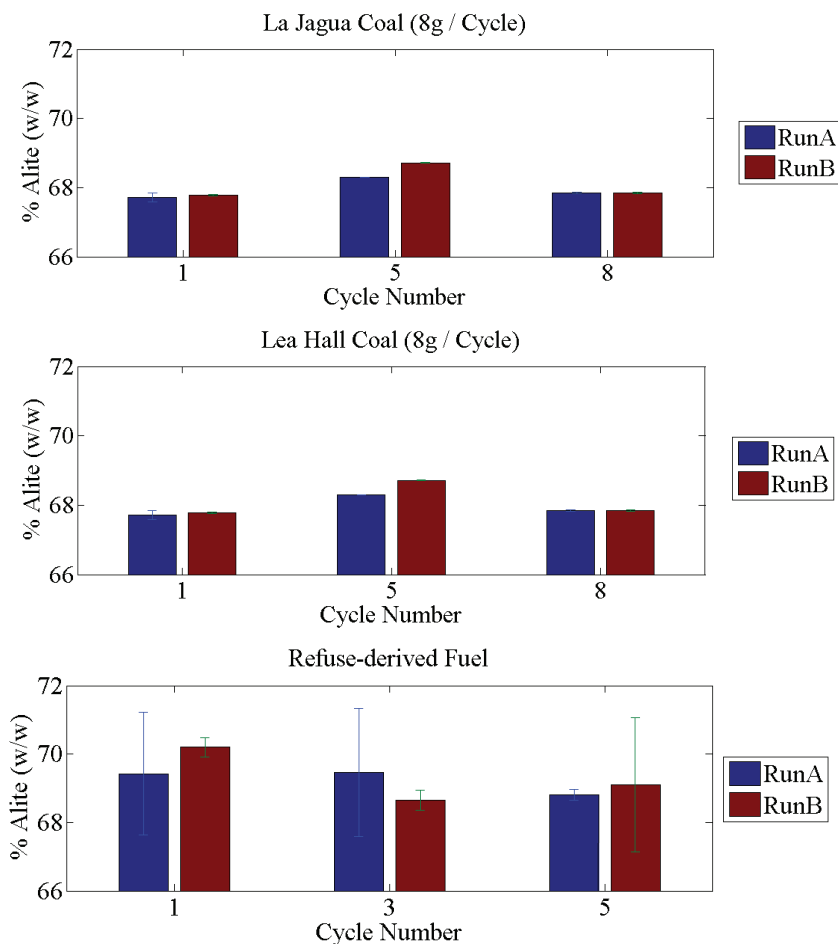 La Jagua Coal (8g / Cycle)
% Alite (w/w)
72
70
68
66
1
5
8
Cycle Number
RunA
RunB
Lea Hall Coal (8g / Cycle)
% Alite (w/w)
72
70
68
66
1
5
8
Cycle Number
RunA
RunB
Refuse-derived Fuel
% Alite (w/w)
72
70
68
66
1
3
5
Cycle Number
RunA
RunB